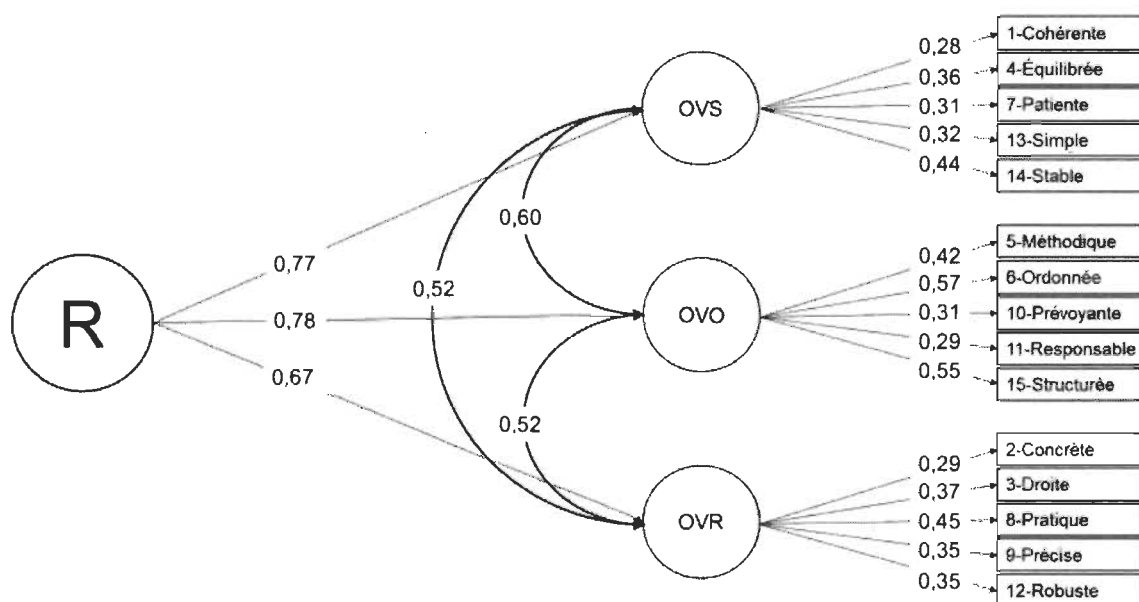 0,28
1-Cohérente
0,36
4-Équilibrée
OVS
0,31
7-Patiente
0,32
13-Simple
0,44
14-Stable
0,60
0,77
0,42
5-Méthodique
0,57
6-Ordonnée
0,52
R
0,78
OVO
0,31
10-Prévoyante
0,29
11-Responsable
0,67
0,55
15-Structurée
0,52
0,29
2-Concrète
0,37
3-Droite
OVR
0,45
8-Pratique
0,35
9-Précise
0,35
12-Robuste